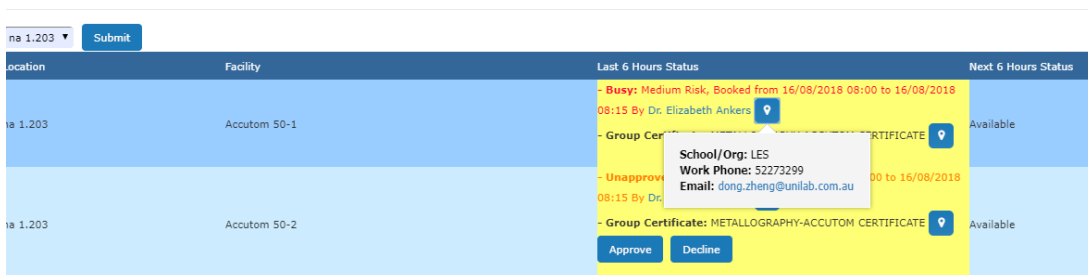 na 1.203 Submit
ocation Facility Last 6 Hours Status Next 6 Hours Status
na 1.203 Accutom 50-1 - Busy: Medium Risk, Booked from 16/08/2018 08:00 to 16/08/2018
08:15 By Dr. Elizabeth Ankers
- Group Cer RTIFICATE Available
School/Org: LES
Work Phone: 52273299
Email: dong.zheng@unilab.com.au
na 1.203 Accutom 50-2 - Unapprove 00 to 16/08/2018
08:15 By Dr.
- Group Certificate: METALLOGRAPHY-ACCUTOM CERTIFICATE Available
Approve Decline